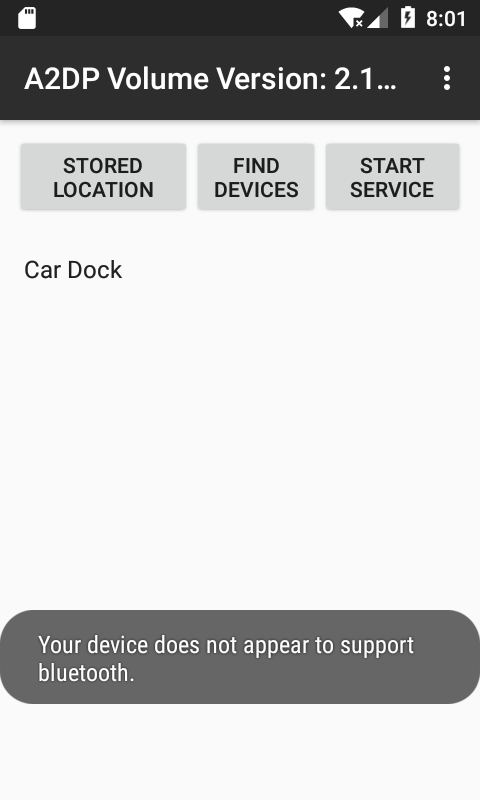 8:01
A2DP Volume Version: 2.1...
STORED
LOCATION
FIND
DEVICES
START
SERVICE
Car Dock
Your device does not appear to support
bluetooth.